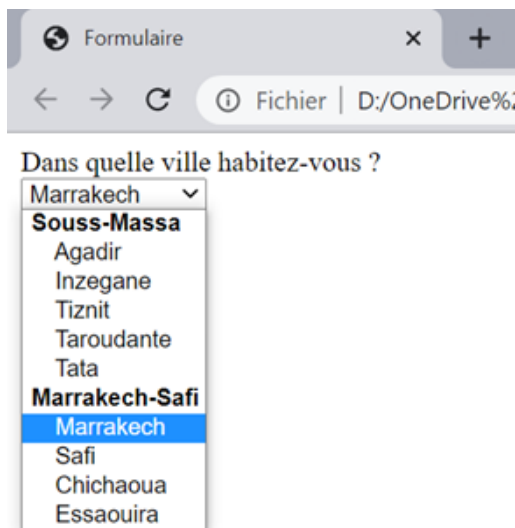 Formulaire
Fichier | D:/OneDrive%
Dans quelle ville habitez-vous ?
Marrakech
Souss-Massa
Agadir
Inzegane
Tiznit
Taroudante
Tata
Marrakech-Safi
Marrakech
Safi
Chichaoua
Essaouira